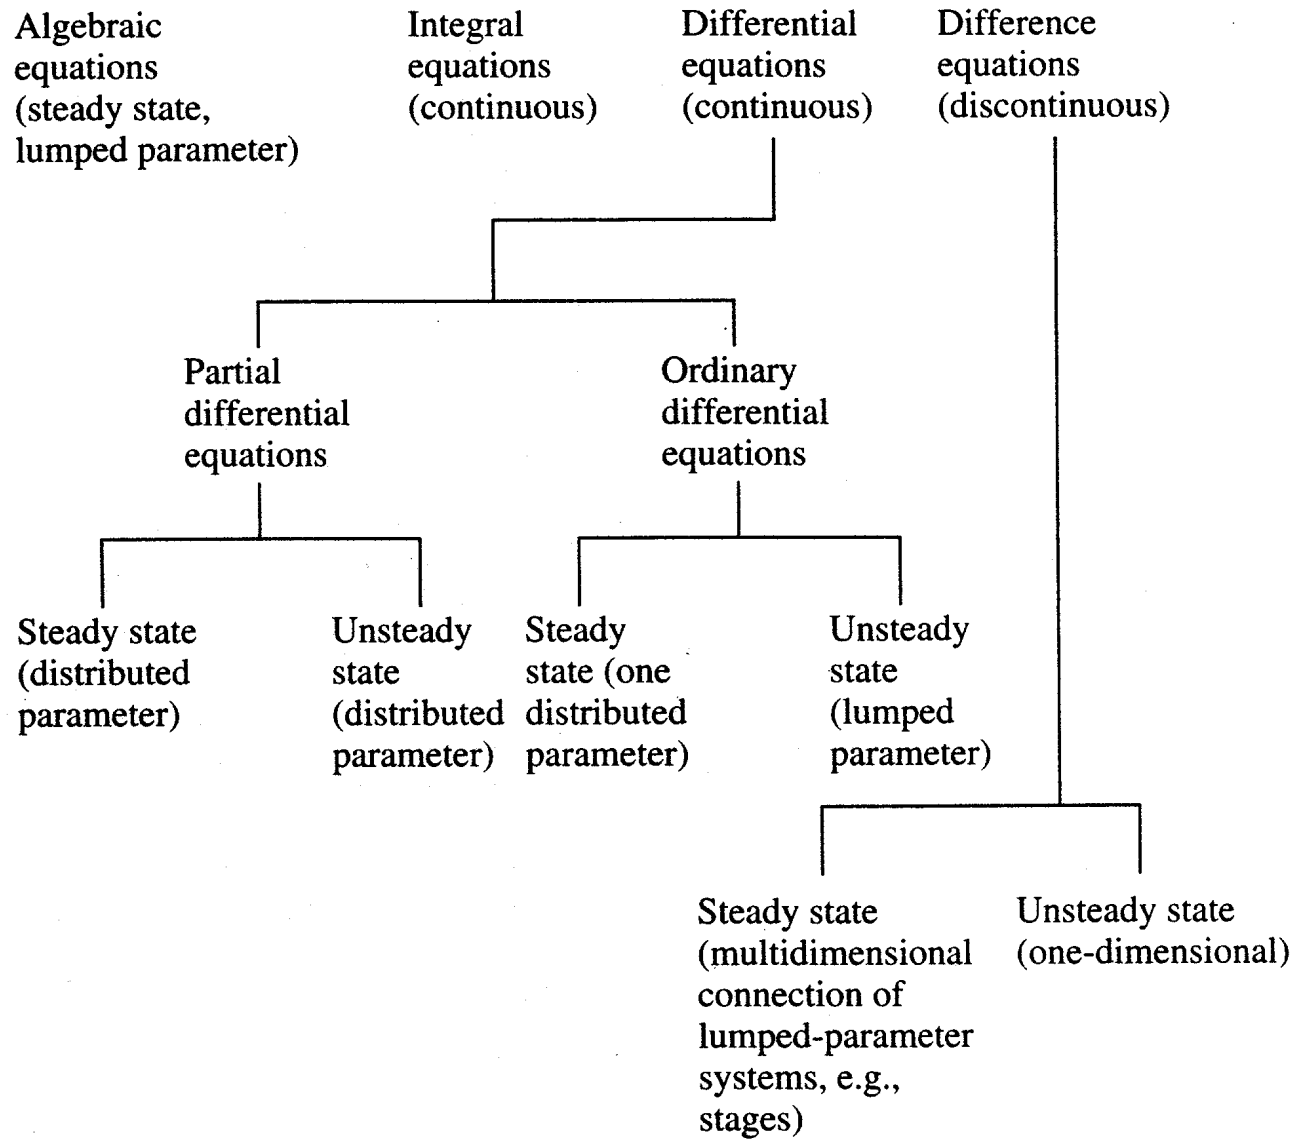 Algebraic
equations
(steady state,
lumped parameter)
Integral
equations
(continuous)
Differential
equations
(continuous)
Difference
equations
(discontinuous)
Partial
differential
equations
Ordinary
differential
equations
Steady state
(distributed
parameter)
Unsteady
state
(distributed
parameter)
Steady
state (one
distributed
parameter)
Unsteady
state
(lumped
parameter)
Steady state
(multidimensional
connection of
lumped-parameter
systems, e.g.,
stages)
Unsteady state
(one-dimensional)